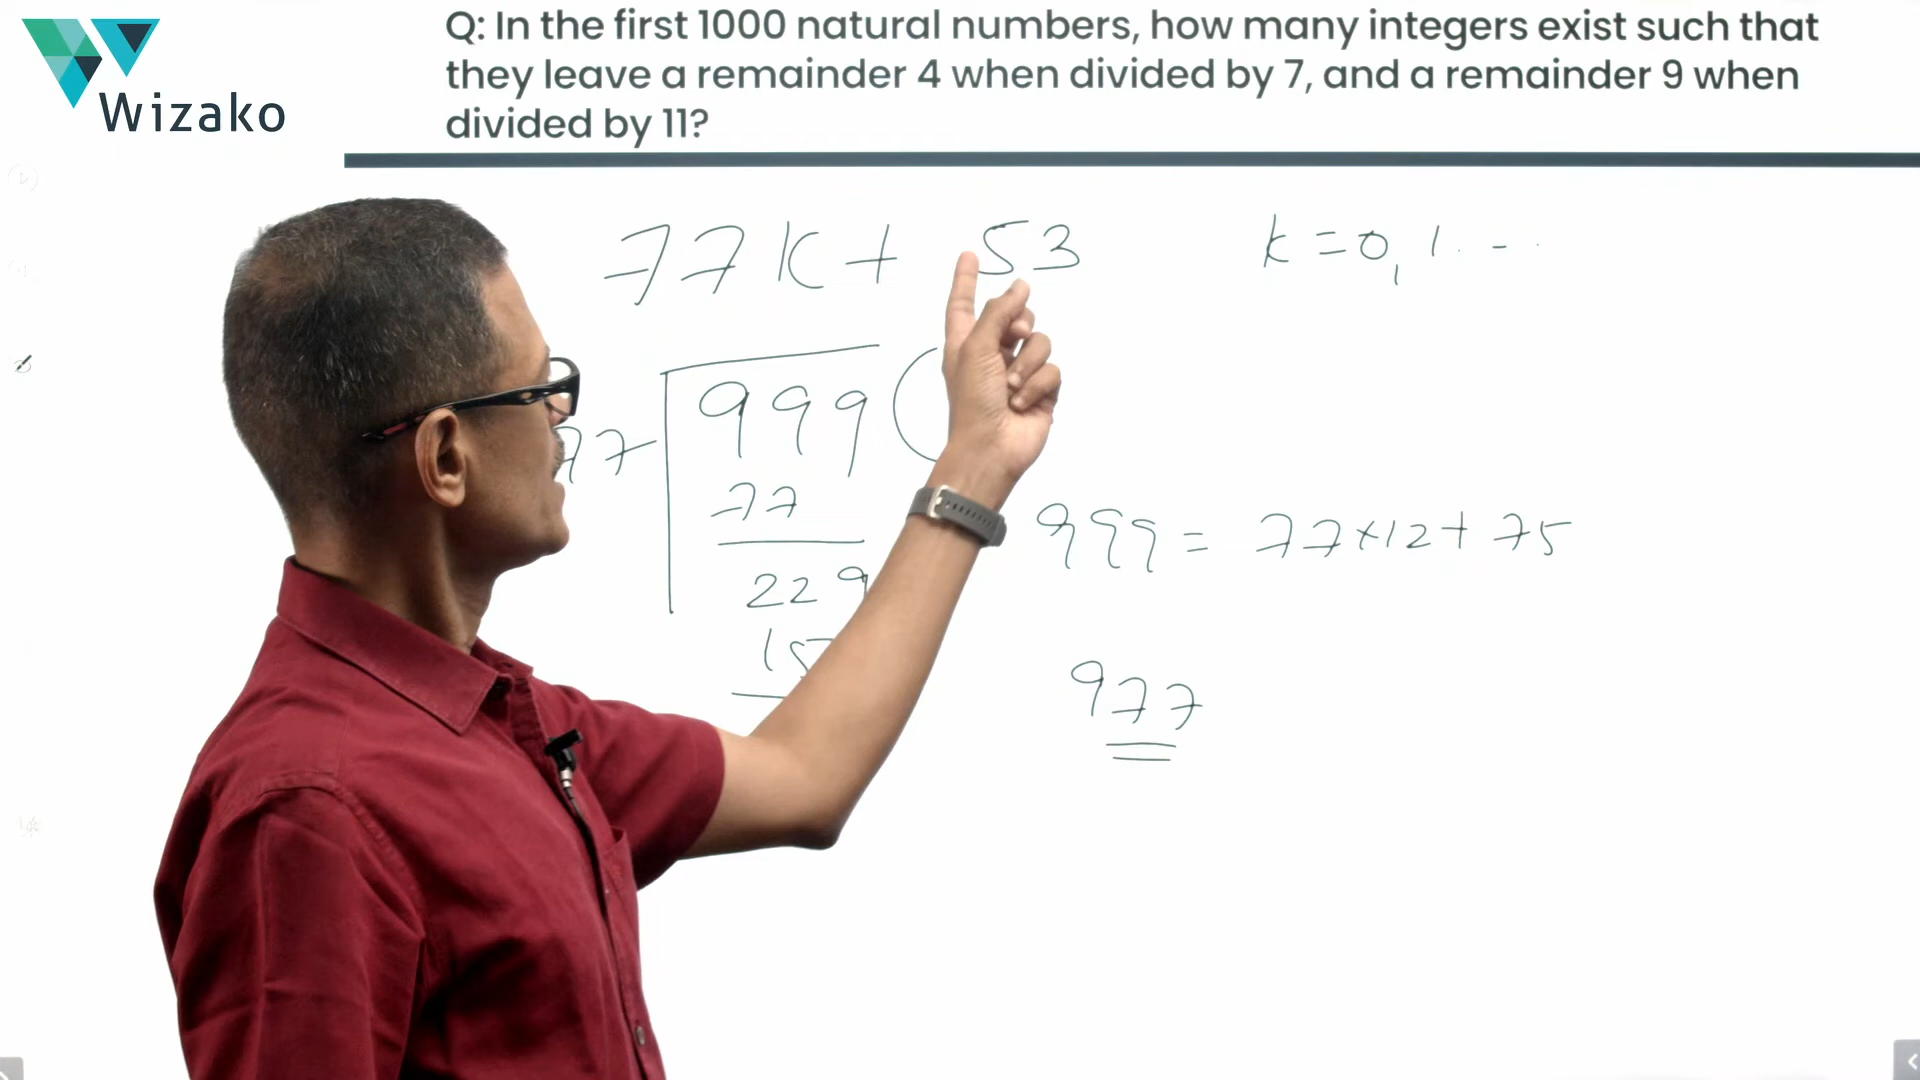 Wizako
Q: In the first 1000 natural numbers, how many integers exist such that
they leave a remainder 4 when divided by 7, and a remainder 9 when
divided by 11?
77K+ 53
k = 0, 1 . . - .
999
77
229
15
999 = 77×12 + 75
977